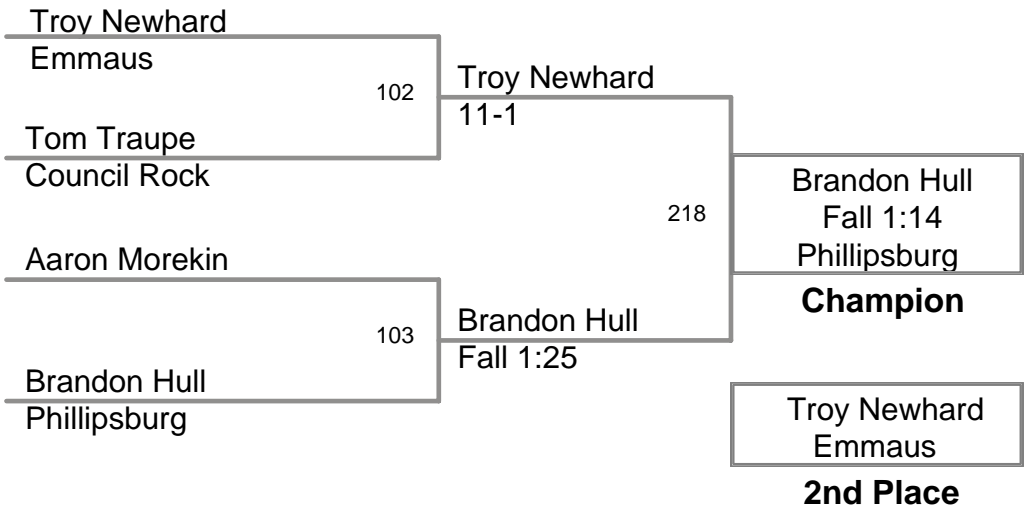 Troy Newhard
Emmaus
102
Tom Traupe
Council Rock
Troy Newhard
11-1
Aaron Morekin
103
Brandon Hull
Phillipsburg
Brandon Hull
Fall 1:25
218
Brandon Hull
Fall 1:14
Phillipsburg
Champion
Troy Newhard
Emmaus
2nd Place